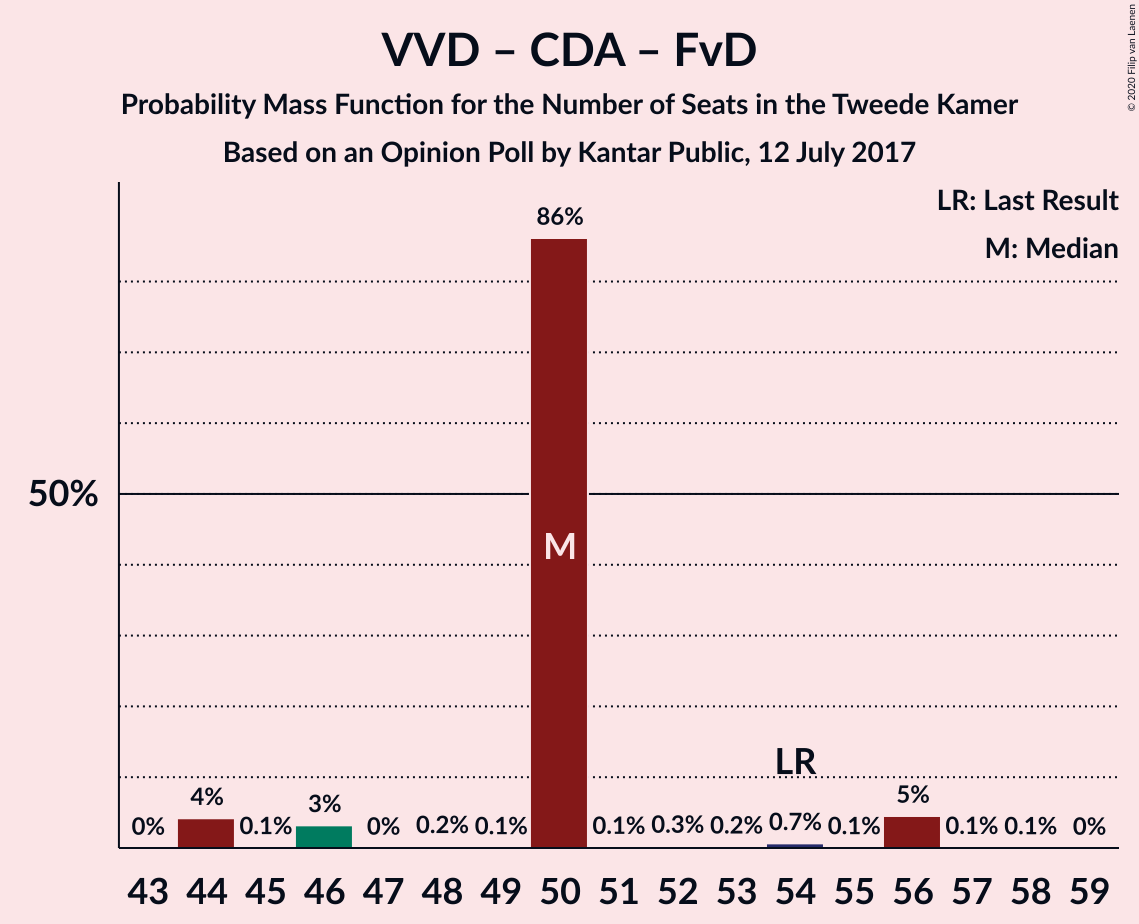 VVD – CDA – FvD
Probability Mass Function for the Number of Seats in the Tweede Kamer
Based on an Opinion Poll by Kantar Public, 12 July 2017
© 2020 Filip van Laenen
LR: Last Result
M: Median
86%
50%
M
LR
0% 4% 0.1% 3% 0% 0.2% 0.1% 0.1% 0.3% 0.2% 0.7% 0.1% 5% 0.1% 0.1% 0%
43 44 45 46 47 48 49 50 51 52 53 54 55 56 57 58 59